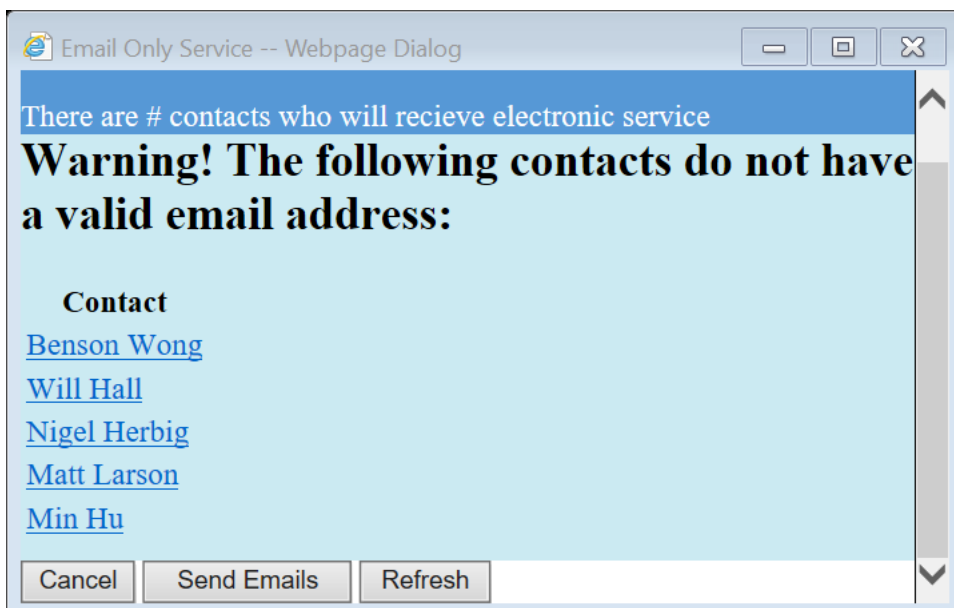 Email Only Service -- Webpage Dialog
There are # contacts who will recieve electronic service
Warning! The following contacts do not have
a valid email address:
Contact
Benson Wong
Will Hall
Nigel Herbig
Matt Larson
Min Hu
Cancel Send Emails Refresh